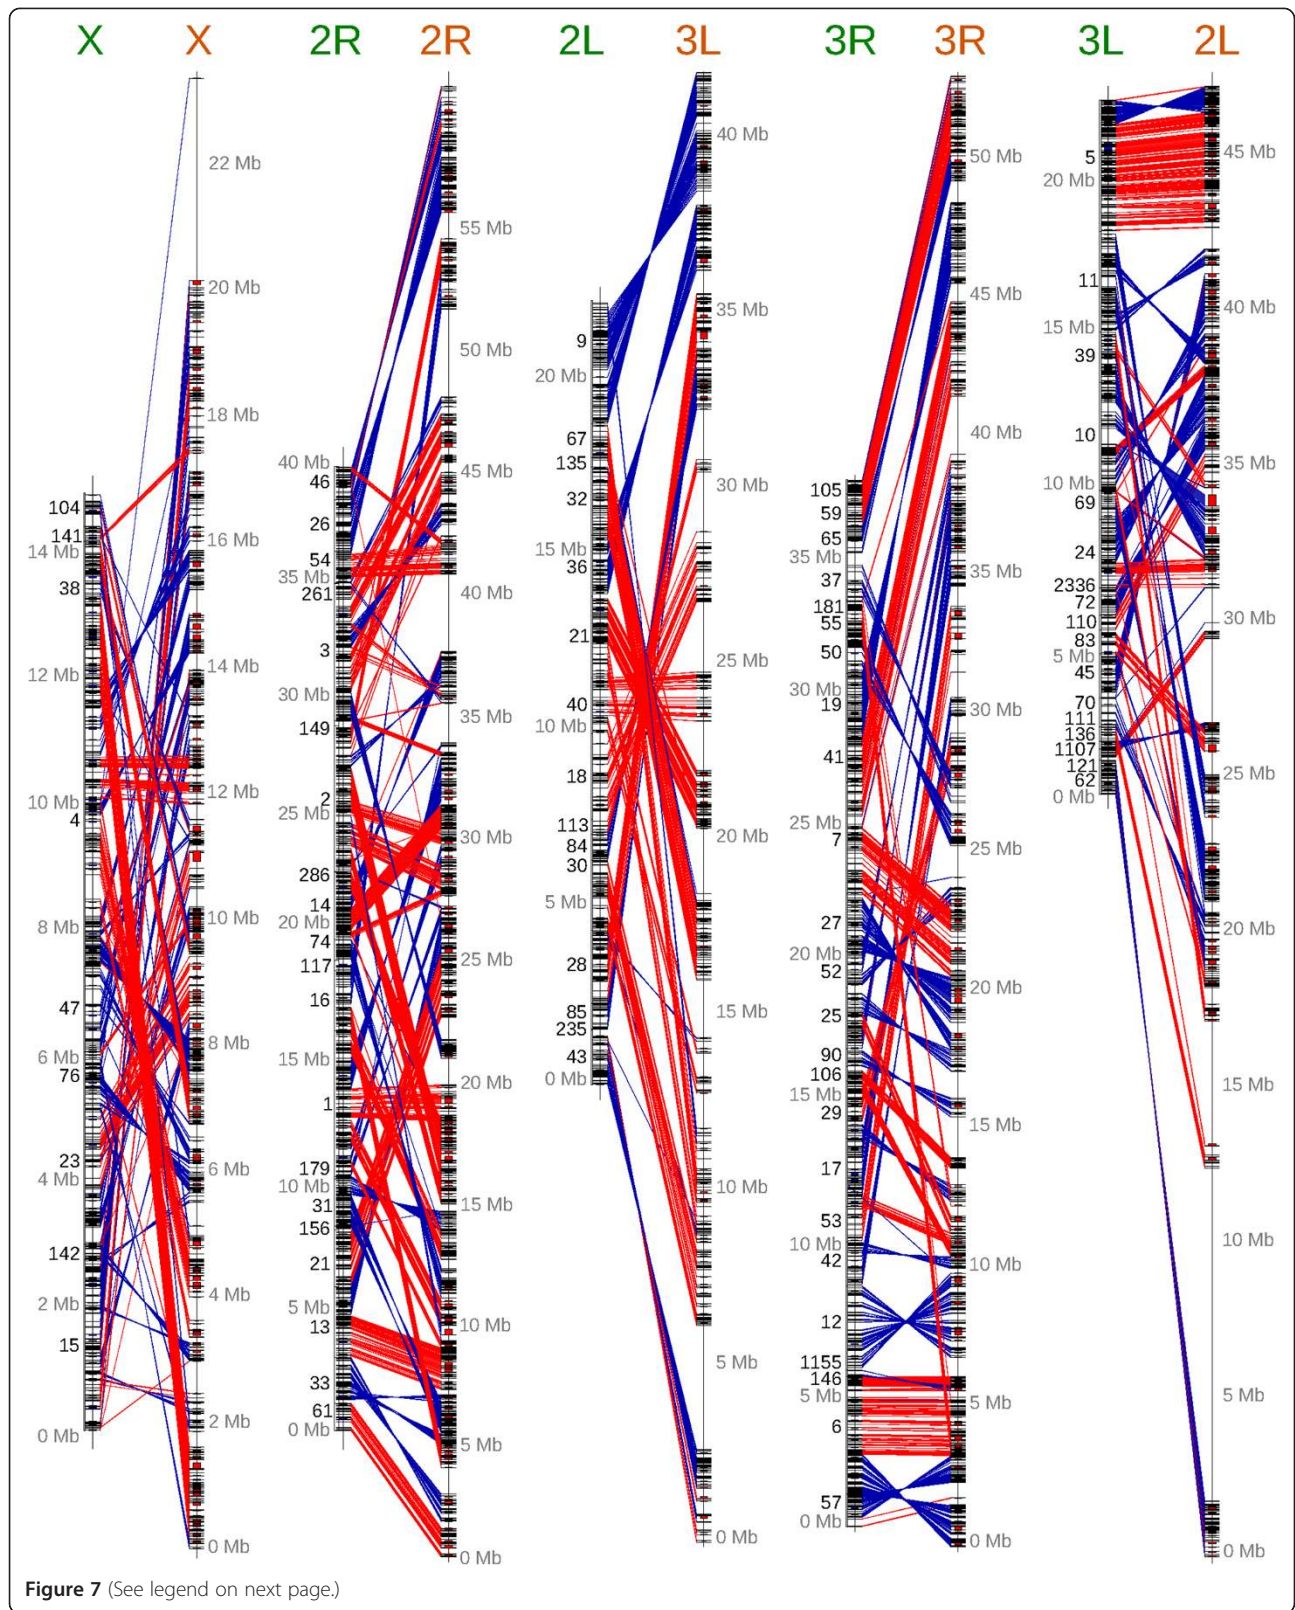 X X 2R 2R 2L 3L 3R 3R 3L 2L
104
141
14 Mb
38
12 Mb
10 Mb
4
8 Mb
47
6 Mb
76
23
4 Mb
142
2 Mb
15
0 Mb
22 Mb
20 Mb
18 Mb
16 Mb
14 Mb
12 Mb
10 Mb
8 Mb
6 Mb
4 Mb
2 Mb
0 Mb
40 Mb
46
26
54
35 Mb
261
3
30 Mb
149
2
25 Mb
286
14
20 Mb
74
117
16
15 Mb
1
179
10 Mb
31
156
21
5 Mb
13
33
61
0 Mb
55 Mb
50 Mb
45 Mb
40 Mb
35 Mb
30 Mb
25 Mb
20 Mb
15 Mb
10 Mb
5 Mb
0 Mb
9
20 Mb
67
135
32
15 Mb
36
21
40
10 Mb
18
113
84
30
5 Mb
28
85
235
43
0 Mb
40 Mb
35 Mb
30 Mb
25 Mb
20 Mb
15 Mb
10 Mb
5 Mb
0 Mb
105
59
65
35 Mb
37
181
55
50
30 Mb
19
41
25 Mb
7
27
20 Mb
52
25
90
106
15 Mb
29
17
53
10 Mb
42
12
1155
146
5 Mb
6
57
0 Mb
50 Mb
45 Mb
40 Mb
35 Mb
30 Mb
25 Mb
20 Mb
15 Mb
10 Mb
5 Mb
0 Mb
5
20 Mb
11
15 Mb
39
10
10 Mb
69
24
2336
72
110
83
5 Mb
45
70
111
136
1107
121
62
0 Mb
45 Mb
40 Mb
35 Mb
30 Mb
25 Mb
20 Mb
15 Mb
10 Mb
5 Mb
0 Mb
Figure 7 (See legend on next page.)